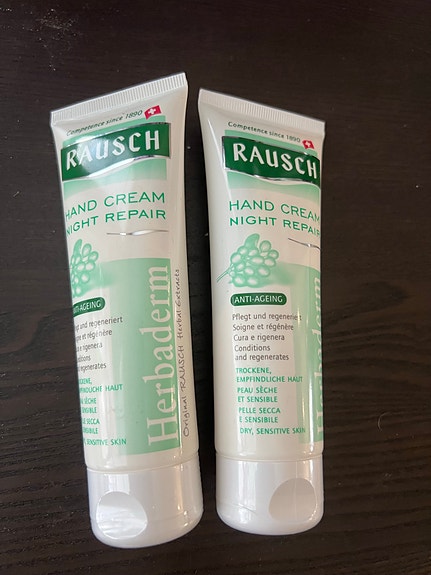 Competence since 1890
RAUSCH
HAND CREAM
NIGHT REPAIR
ANTI-AGEING
Pflegt und regeneriert
Soigne et régénère
Cura e rigenera
Conditions
and regenerates
TROCKENE,
EMPFINDLICHE HAUT
PEAU SÈCHE
ET SENSIBLE
PELLE SECCA
E SENSIBILE
DRY, SENSITIVE SKIN
Herbaderm
Original RAUSCH Herbal-Extracts
Competence since 1890
RAUSCH
HAND CREAM
NIGHT REPAIR
ANTI-AGEING
Pflegt und regeneriert
Soigne et régénère
Cura e rigenera
Conditions
and regenerates
TROCKENE,
EMPFINDLICHE HAUT
PEAU SÈCHE
ET SENSIBLE
PELLE SECCA
E SENSIBILE
DRY, SENSITIVE SKIN
Herbaderm